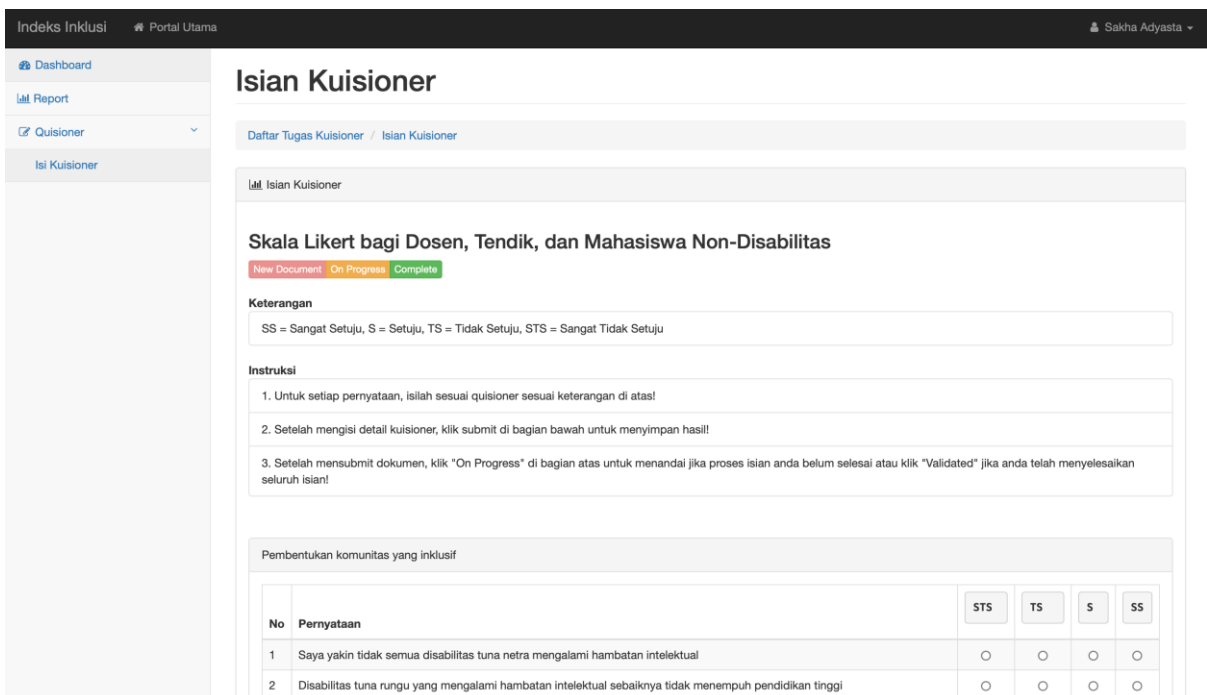 Indeks Inklusi Portal Utama Sakha Adyasta
Dashboard
Report
Quisioner
Isi Kuisioner
Isian Kuisioner
Daftar Tugas Kuisioner / Isian Kuisioner
Isian Kuisioner
Skala Likert bagi Dosen, Tendik, dan Mahasiswa Non-Disabilitas
New Document On Progress Complete
Keterangan
SS = Sangat Setuju, S = Setuju, TS = Tidak Setuju, STS = Sangat Tidak Setuju
Instruksi
1. Untuk setiap pernyataan, isilah sesuai quisioner sesuai keterangan di atas!
2. Setelah mengisi detail kuisioner, klik submit di bagian bawah untuk menyimpan hasil!
3. Setelah mensubmit dokumen, klik "On Progress" di bagian atas untuk menandai jika proses isian anda belum selesai atau klik "Validated" jika anda telah menyelesaikan
seluruh isian!
Pembentukan komunitas yang inklusif
No Pernyataan STS TS S SS
1 Saya yakin tidak semua disabilitas tuna netra mengalami hambatan intelektual
2 Disabilitas tuna rungu yang mengalami hambatan intelektual sebaiknya tidak menempuh pendidikan tinggi